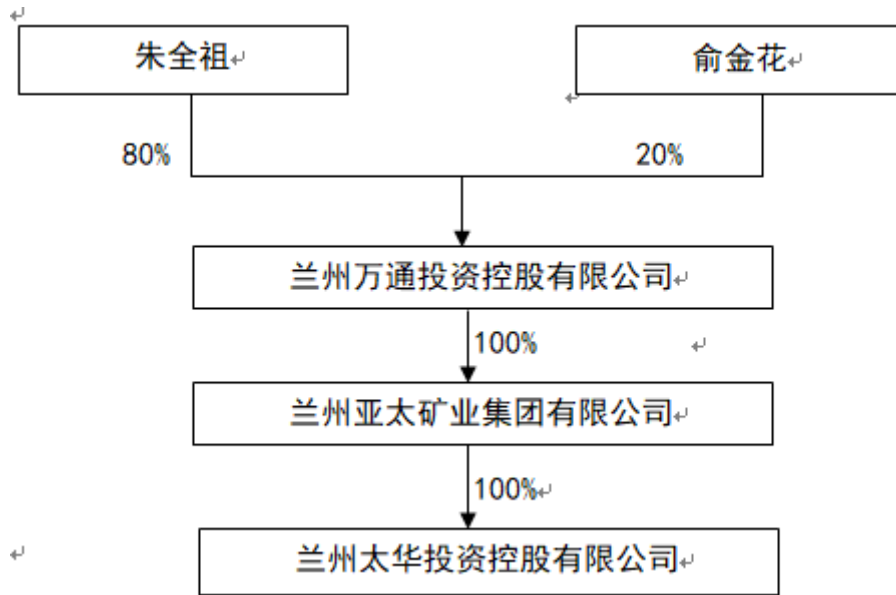 朱全祖
俞金花
80%
20%
兰州万通投资控股有限公司
100%
兰州亚太矿业集团有限公司
100%
兰州太华投资控股有限公司